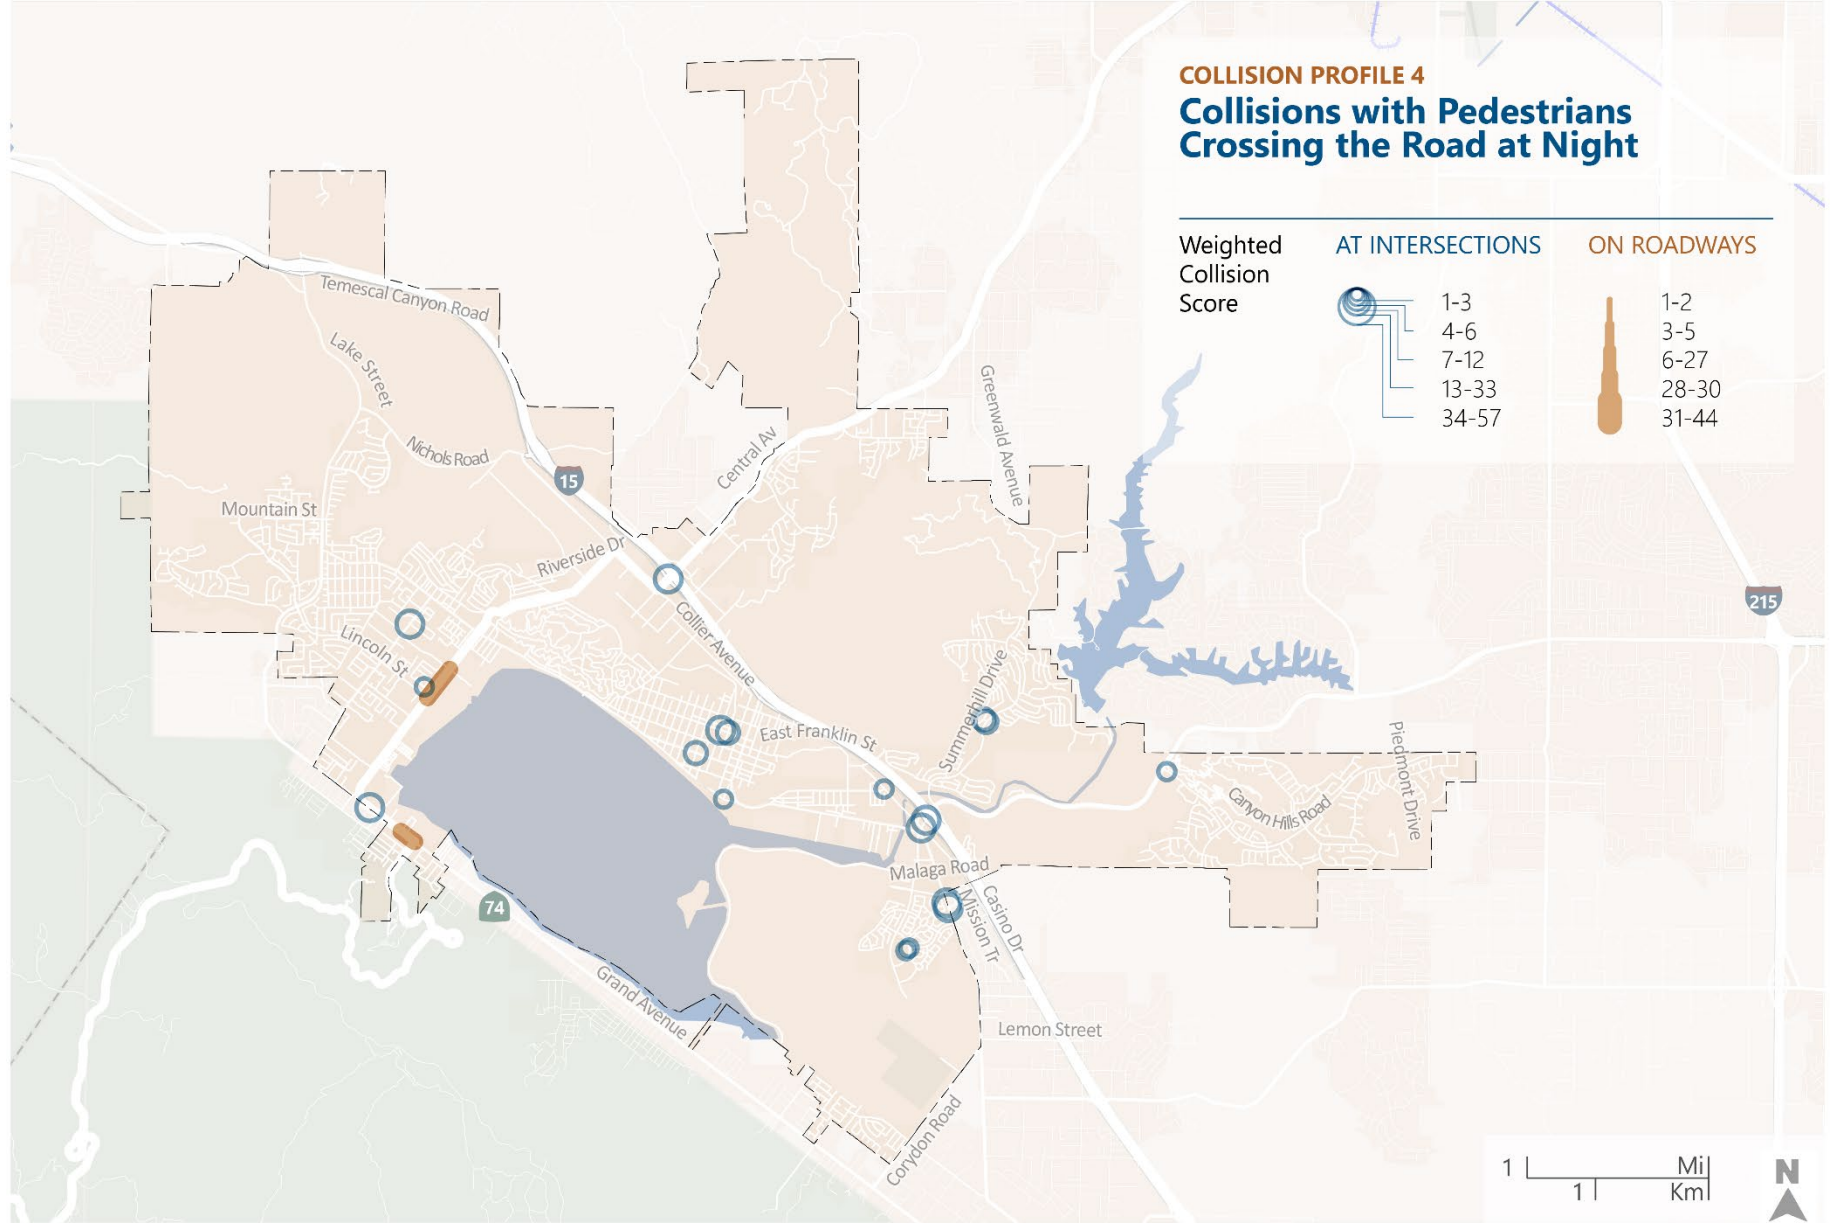 COLLISION PROFILE 4
Collisions with Pedestrians
Crossing the Road at Night
Weighted
Collision
Score
AT INTERSECTIONS
1-3
4-6
7-12
13-33
34-57
ON ROADWAYS
1-2
3-5
6-27
28-30
31-44
Temescal Canyon Road
Lake Street
Nichols Road
Central Av
Greenwald Avenue
15
Mountain St
Riverside Dr
215
Collier Avenue
Lincoln St
East Franklin St
Summerhill Drive
Piedmont Drive
Canyon Hills Road
Malaga Road
Casino Dr
Mission Tr
74
Grand Avenue
Lemon Street
Corydon Road
1 Mi
1 Km
N